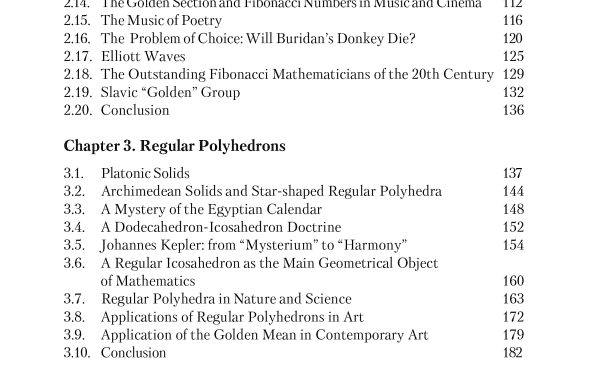 2.14. The Golden Section and Fibonacci Numbers in Music and Cinema 112
2.15. The Music of Poetry 116
2.16. The Problem of Choice: Will Buridan's Donkey Die? 120
2.17. Elliott Waves 125
2.18. The Outstanding Fibonacci Mathematicians of the 20th Century 129
2.19. Slavic “Golden” Group 132
2.20. Conclusion 136
Chapter 3. Regular Polyhedrons
3.1. Platonic Solids 137
3.2. Archimedean Solids and Star-shaped Regular Polyhedra 144
3.3. A Mystery of the Egyptian Calendar 148
3.4. A Dodecahedron-Icosahedron Doctrine 152
3.5. Johannes Kepler: from “Mysterium” to “Harmony” 154
3.6. A Regular Icosahedron as the Main Geometrical Object
of Mathematics 160
3.7. Regular Polyhedra in Nature and Science 163
3.8. Applications of Regular Polyhedrons in Art 172
3.9. Application of the Golden Mean in Contemporary Art 179
3.10. Conclusion 182